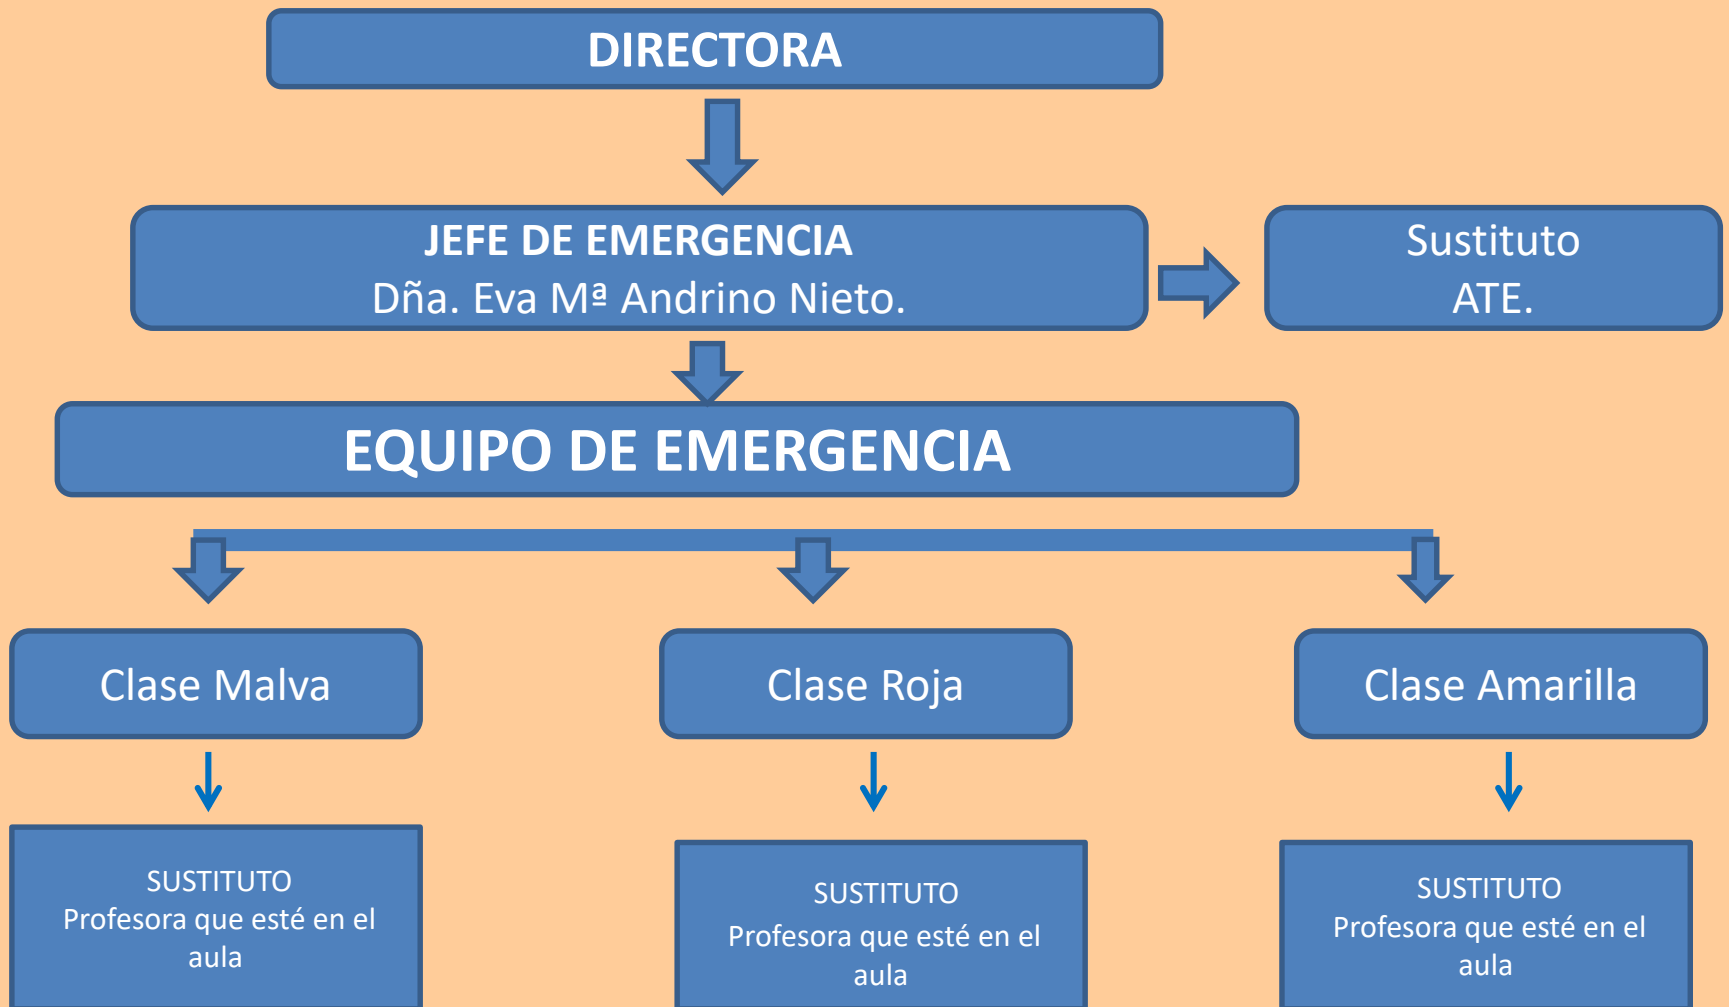 DIRECTORA
JEFE DE EMERGENCIA
Dña. Eva Mª Andrino Nieto.
Sustituto
ATE.
EQUIPO DE EMERGENCIA
Clase Malva
Clase Roja
Clase Amarilla
SUSTITUTO
Profesora que esté en el
aula
SUSTITUTO
Profesora que esté en el
aula
SUSTITUTO
Profesora que esté en el
aula